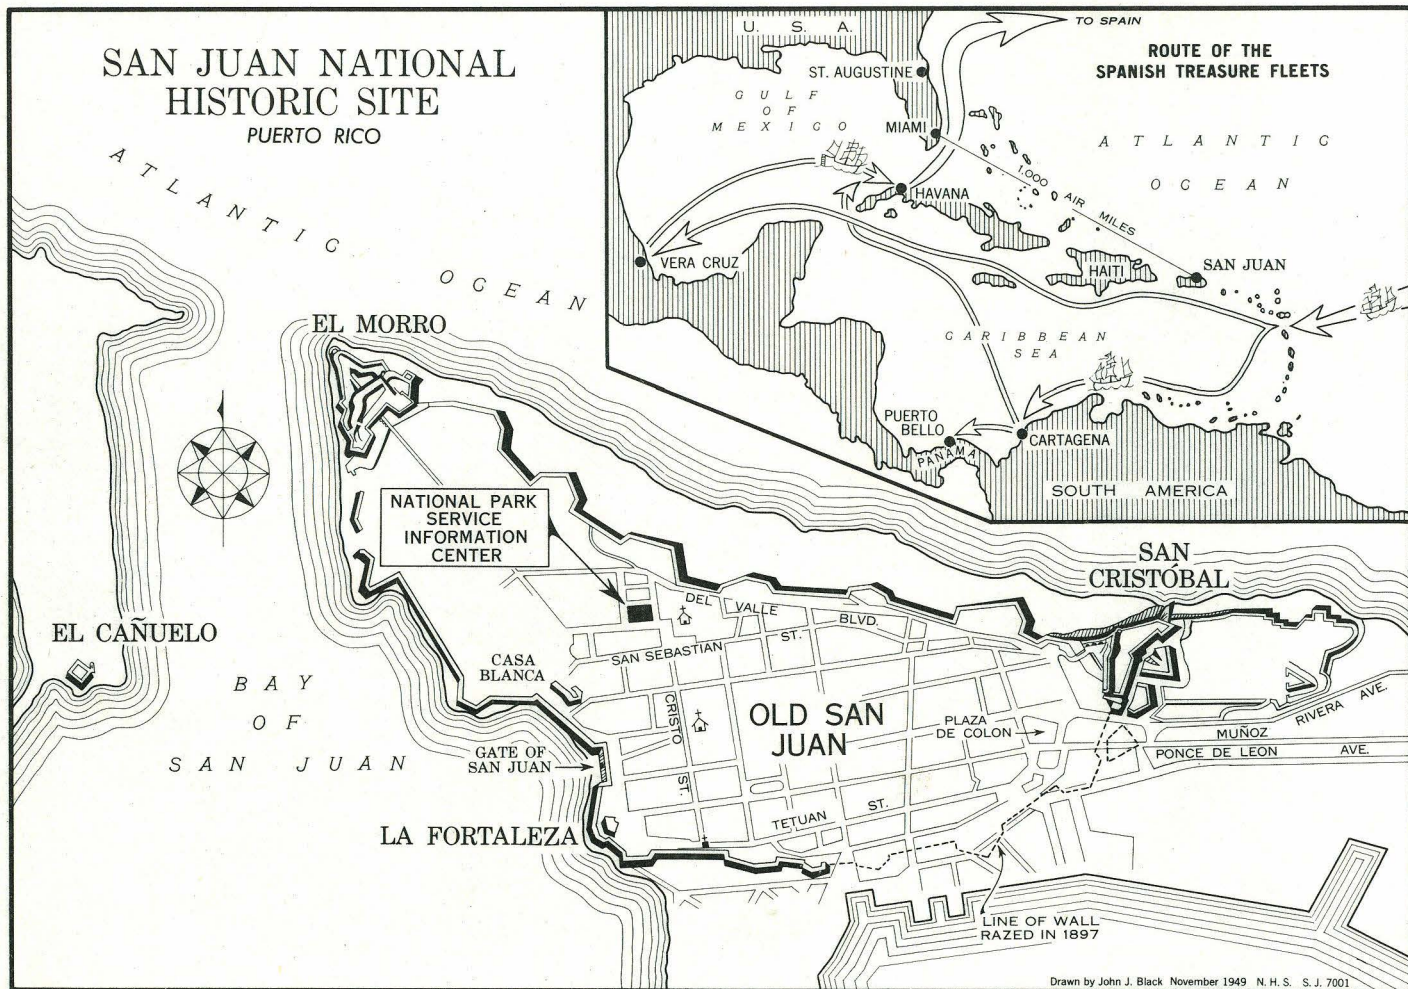 SAN JUAN NATIONAL
HISTORIC SITE
PUERTO RICO
ATLANTIC OCEAN
EL MORRO
NATIONAL PARK
SERVICE
INFORMATION
CENTER
EL CAÑUELO
BAY
OF
SAN JUAN
CASA
BLANCA
GATE OF
SAN JUAN
LA FORTALEZA
DEL VALLE BLVD.
SAN SEBASTIAN ST.
CRISTO ST.
OLD SAN
JUAN
TETUAN ST.
PLAZA
DE COLON
SAN
CRISTÓBAL
MUÑOZ RIVERA AVE.
PONCE DE LEON AVE.
LINE OF WALL
RAZED IN 1897
Drawn by John J. Black November 1949 N. H. S. S. J. 7001
ROUTE OF THE
SPANISH TREASURE FLEETS
TO SPAIN
U. S. A.
ST. AUGUSTINE
GULF
OF
MEXICO
MIAMI
ATLANTIC
OCEAN
1,000 AIR MILES
HAVANA
VERA CRUZ
HAITI
SAN JUAN
CARIBBEAN
SEA
PUERTO
BELLO
PANAMA
CARTAGENA
SOUTH AMERICA